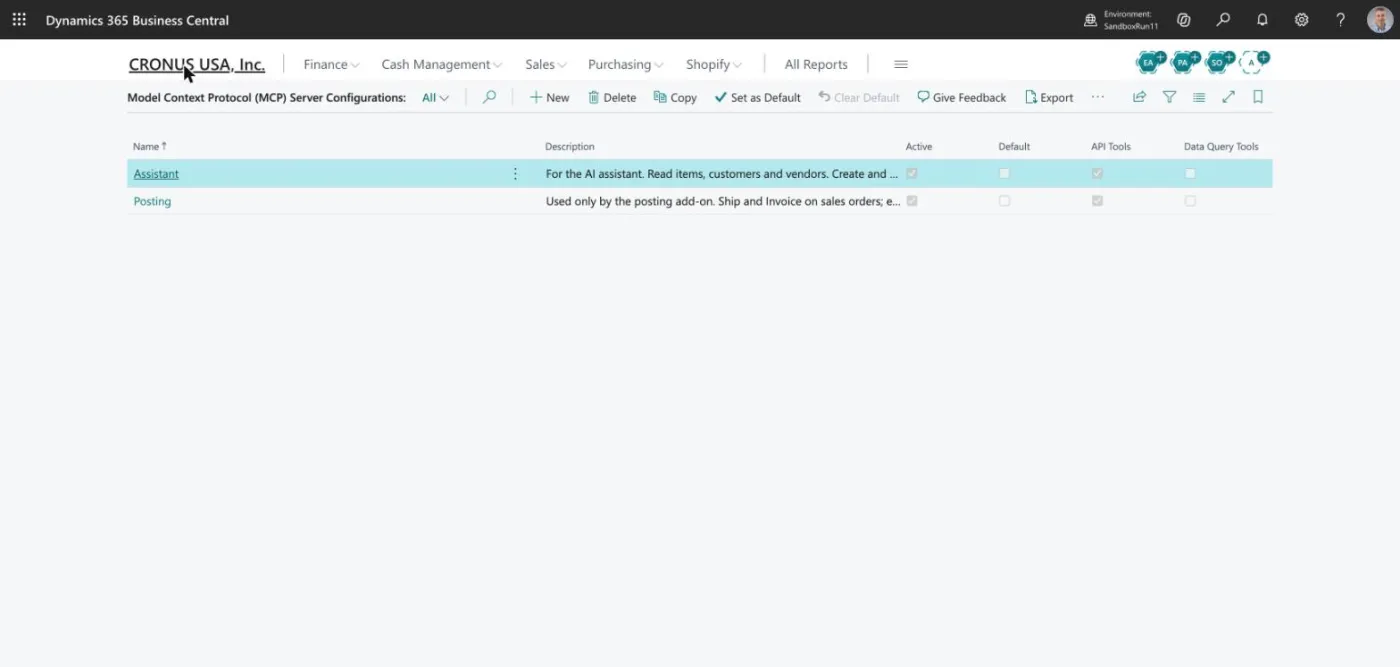 Dynamics 365 Business Central
Environment:
SandboxRun11
CRONUS USA, Inc.
Finance
Cash Management
Sales
Purchasing
Shopify
All Reports
EA
PA
SO
A
Model Context Protocol (MCP) Server Configurations:
All
New
Delete
Copy
Set as Default
Clear Default
Give Feedback
Export
Name ↑
Description
Active
Default
API Tools
Data Query Tools
Assistant
For the AI assistant. Read items, customers and vendors. Create and ...
Posting
Used only by the posting add-on. Ship and Invoice on sales orders; e...